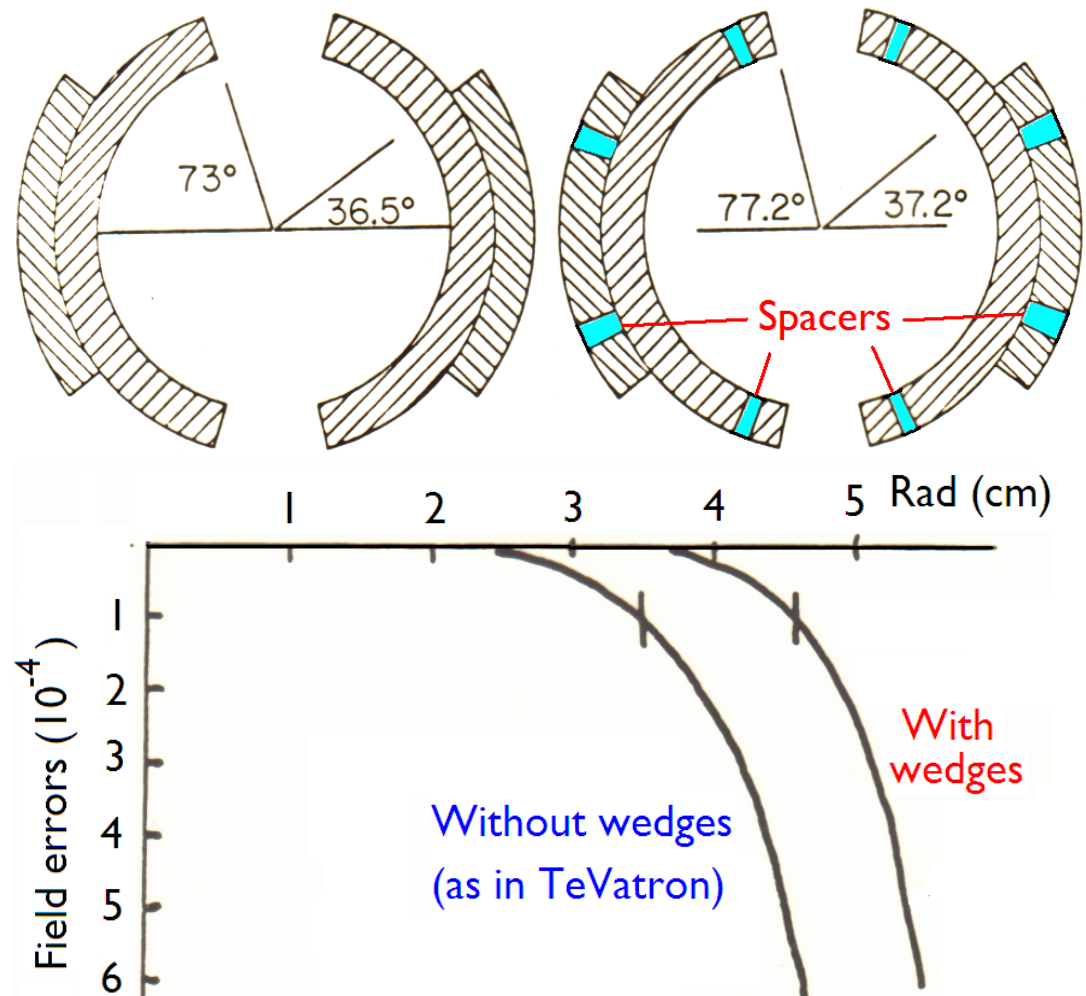 73°
36.5°
77.2°
37.2°
Spacers
1 2 3 4 5 Rad (cm)
1
2
3
4
5
6
Field errors (10⁻⁴)
With
wedges
Without wedges
(as in TeVatron)